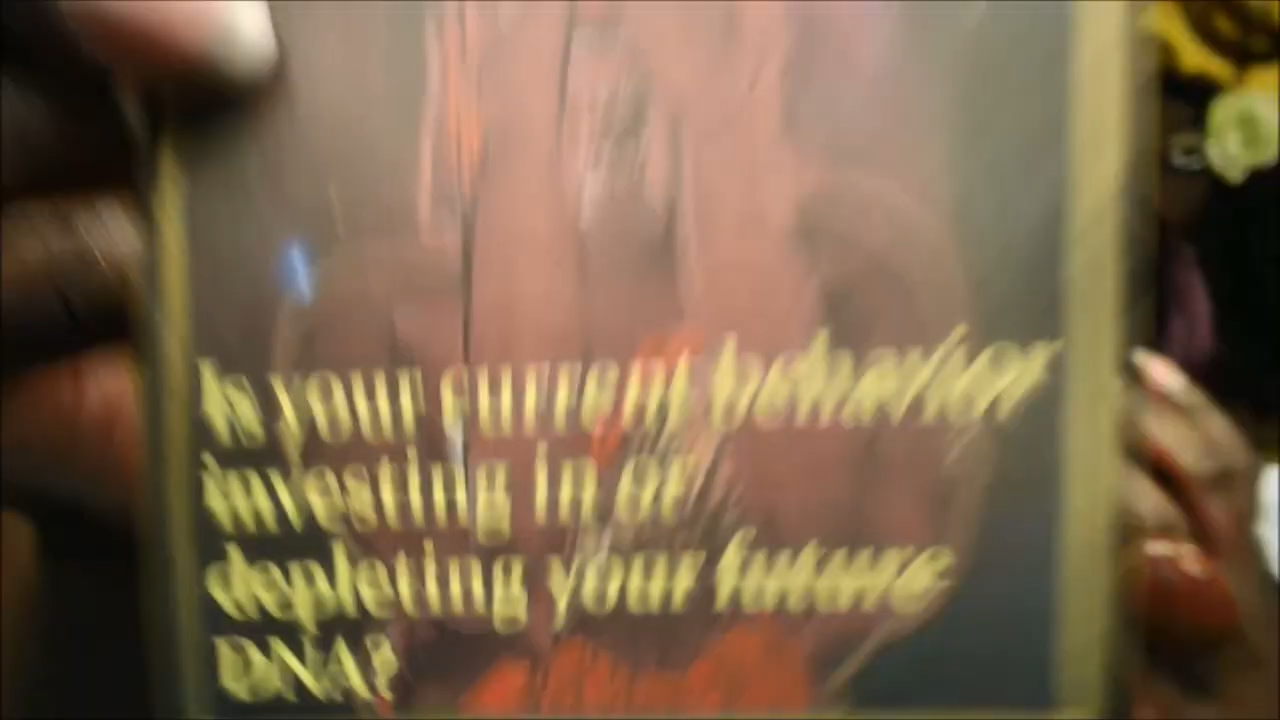 Is your current behavior
investing in or
depleting your future
DNA?